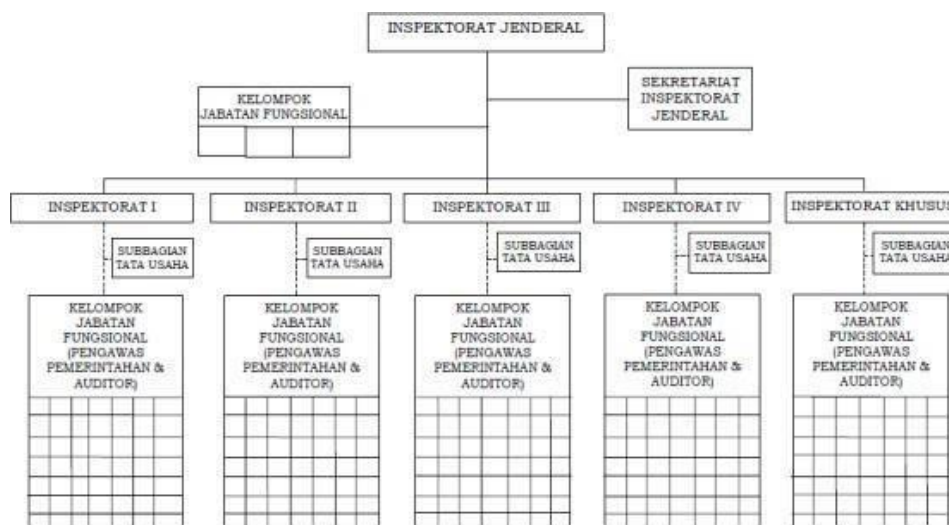 INSPEKTORAT JENDERAL
SEKRETARIAT
INSPEKTORAT
JENDERAL
KELOMPOK
JABATAN FUNGSIONAL
INSPEKTORAT I
INSPEKTORAT II
INSPEKTORAT III
INSPEKTORAT IV
INSPEKTORAT KHUSUS
SUBBAGIAN
TATA USAHA
SUBBAGIAN
TATA USAHA
SUBBAGIAN
TATA USAHA
SUBBAGIAN
TATA USAHA
SUBBAGIAN
TATA USAHA
KELOMPOK
JABATAN
FUNGSIONAL
(PENGAWAS
PEMERINTAHAN &
AUDITOR)
KELOMPOK
JABATAN
FUNGSIONAL
(PENGAWAS
PEMERINTAHAN &
AUDITOR)
KELOMPOK
JABATAN
FUNGSIONAL
(PENGAWAS
PEMERINTAHAN &
AUDITOR)
KELOMPOK
JABATAN
FUNGSIONAL
(PENGAWAS
PEMERINTAHAN &
AUDITOR)
KELOMPOK
JABATAN
FUNGSIONAL
(PENGAWAS
PEMERINTAHAN &
AUDITOR)